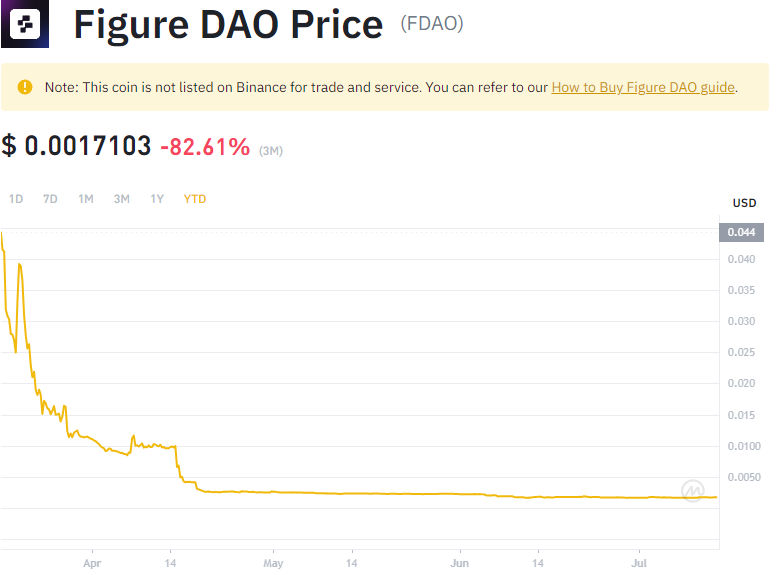 Figure DAO Price (FDAO)
Note: This coin is not listed on Binance for trade and service. You can refer to our How to Buy Figure DAO guide.
$ 0.0017103 -82.61% (3M)
1D 7D 1M 3M 1Y YTD
USD
0.044
0.040
0.035
0.030
0.025
0.020
0.015
0.0100
0.0050
Apr 14 May 14 Jun 14 Jul